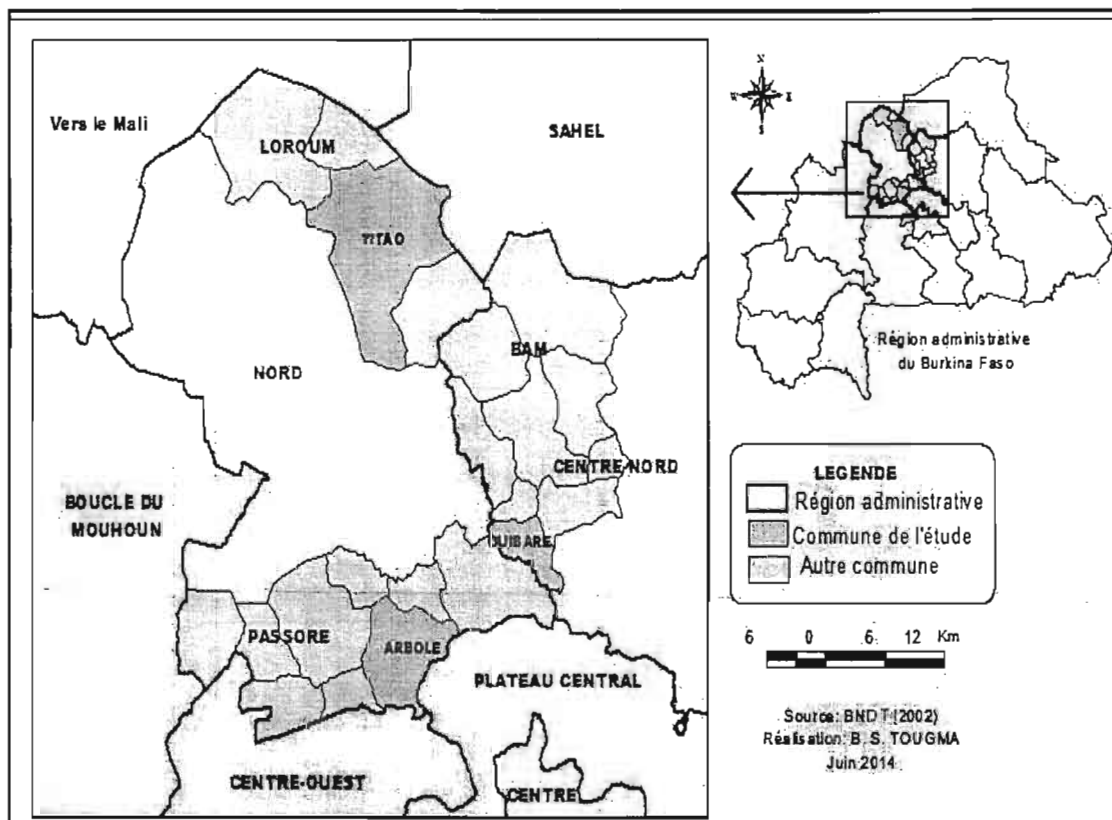 Vers le Mali
LOROUM
SAHEL
TITAO
BAM
NORD
CENTRE-NORD
BOUCLE DU
MOUHOUN
GUIBARE
PASSORE
ARBOLE
PLATEAU CENTRAL
CENTRE-OUEST
CENTRE
N
W
E
S
Région administrative
du Burkina Faso
LEGENDE
Région administrative
Commune de l'étude
Autre commune
6 0 6 12 Km
Source: BNDT (2002)
Réalisation: B. S. TOUGMA
Juin 2014